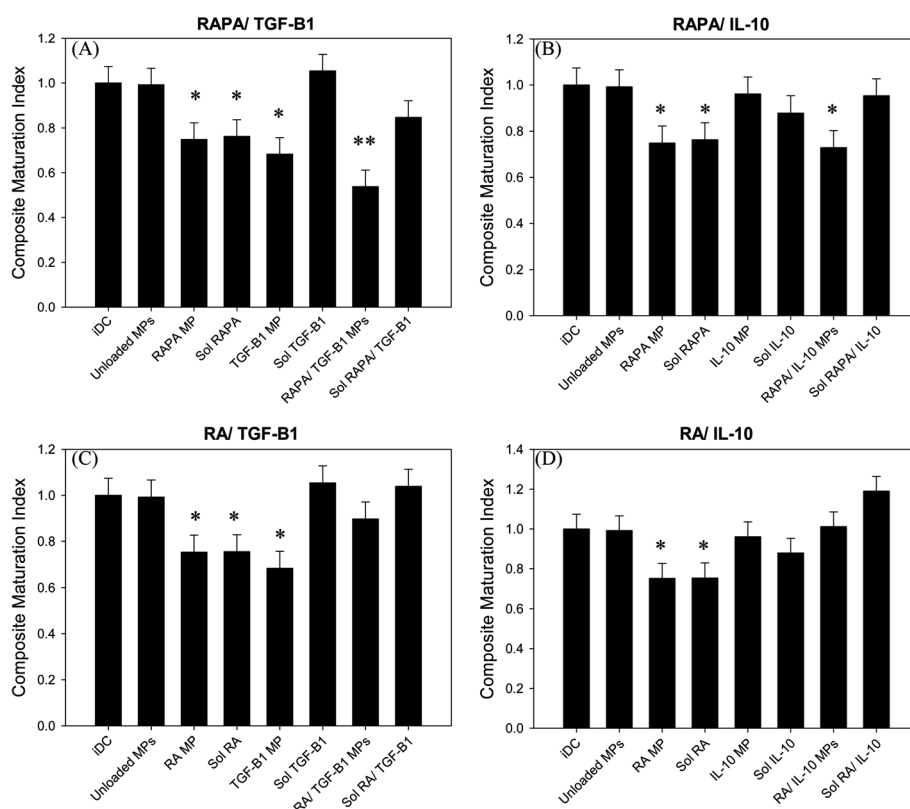 RAPA/ TGF-B1
(A)
Composite Maturation Index
1.2
1.0
0.8
0.6
0.4
0.2
0.0
*
*
*
**
iDC
Unloaded MPs
RAPA MP
Sol RAPA
TGF-B1 MP
Sol TGF-B1
RAPA/ TGF-B1 MPs
Sol RAPA/ TGF-B1
RAPA/ IL-10
(B)
Composite Maturation Index
1.2
1.0
0.8
0.6
0.4
0.2
0.0
*
*
*
iDC
Unloaded MPs
RAPA MP
Sol RAPA
IL-10 MP
Sol IL-10
RAPA/ IL-10 MPs
Sol RAPA/ IL-10
RA/ TGF-B1
(C)
Composite Maturation Index
1.2
1.0
0.8
0.6
0.4
0.2
0.0
*
*
*
iDC
Unloaded MPs
RA MP
Sol RA
TGF-B1 MP
Sol TGF-B1
RA/ TGF-B1 MPs
Sol RA/ TGF-B1
RA/ IL-10
(D)
Composite Maturation Index
1.4
1.2
1.0
0.8
0.6
0.4
0.2
0.0
*
*
iDC
Unloaded MPs
RA MP
Sol RA
IL-10 MP
Sol IL-10
RA/ IL-10 MPs
Sol RA/ IL-10